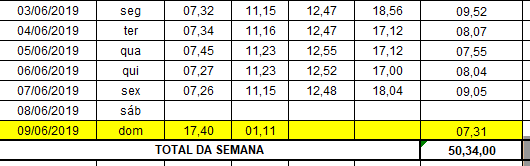 03/06/2019 seg 07,32 11,15 12,47 18,56 09,52
04/06/2019 ter 07,34 11,16 12,47 17,12 08,07
05/06/2019 qua 07,45 11,23 12,55 17,12 07,55
06/06/2019 qui 07,27 11,23 12,52 17,00 08,04
07/06/2019 sex 07,26 11,15 12,48 18,04 09,05
08/06/2019 sáb
09/06/2019 dom 17,40 01,11 07,31
TOTAL DA SEMANA 50,34,00